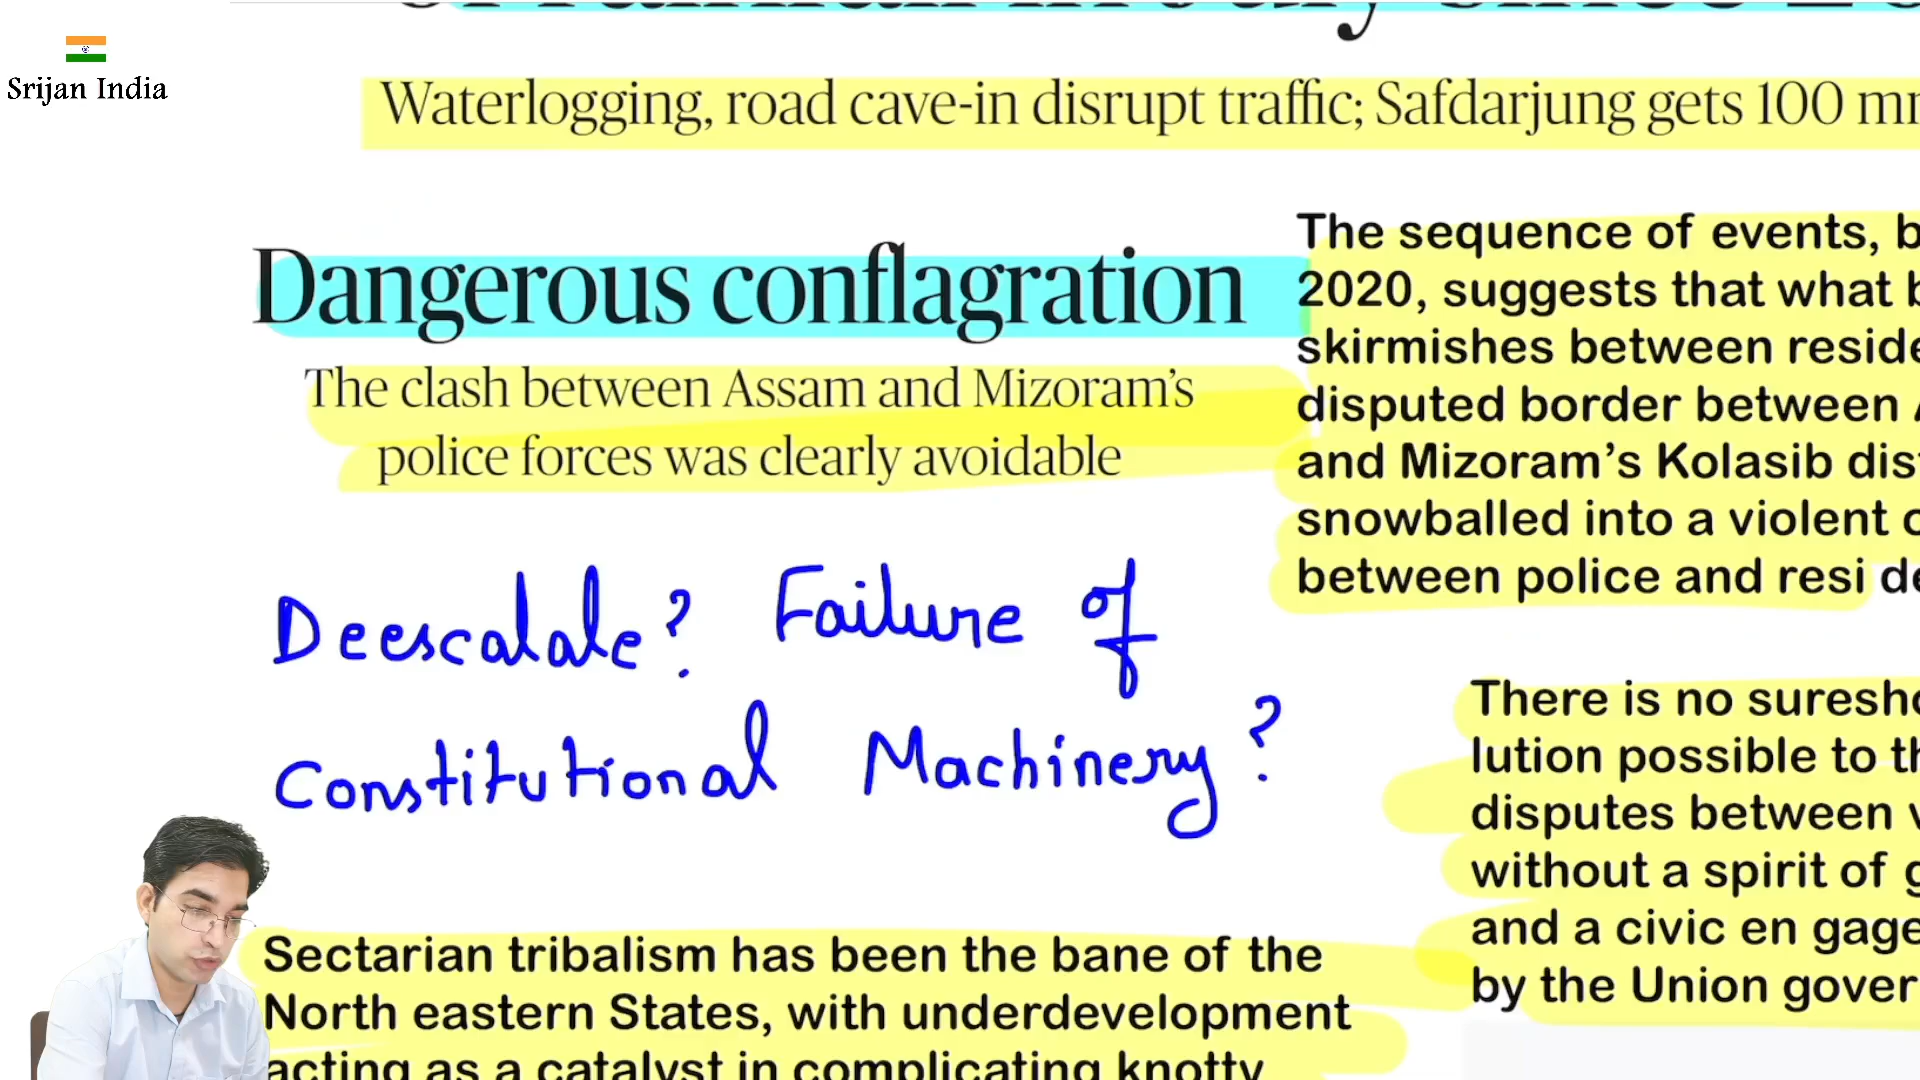 Srijan India
Waterlogging, road cave-in disrupt traffic; Safdarjung gets 100
Dangerous conflagration
The clash between Assam and Mizoram's
police forces was clearly avoidable
Deescalate? Failure of
Constitutional Machinery?
The sequence of events,
2020, suggests that what
skirmishes between
disputed border between
and Mizoram's Kolasib
snowballed into a violent
between police and resi
There is no
lution possible to
disputes between
without a spirit of
and a civic en
by the Union
Sectarian tribalism has been the bane of the
North eastern States, with underdevelopment
acting as a catalyst in complicating knotty